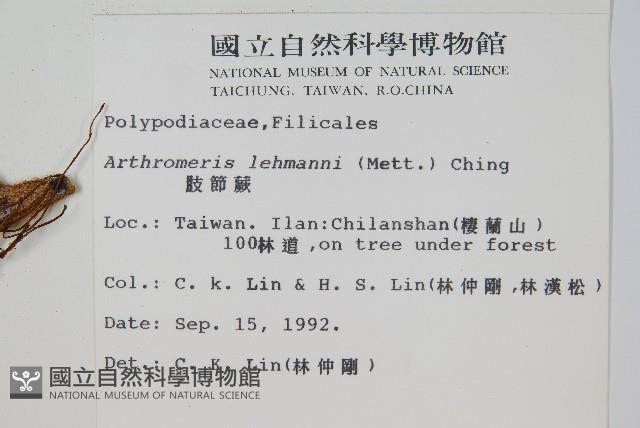 國立自然科學博物館
NATIONAL MUSEUM OF NATURAL SCIENCE
TAICHUNG, TAIWAN, R.O.CHINA
Polypodiaceae,Filicales
Arthromeris lehmanni (Mett.) Ching
肢節蕨
Loc.: Taiwan. Ilan:Chilanshan(棲蘭山)
100林道,on tree under forest
Col.: C. k. Lin & H. S. Lin(林仲剛,林漢松)
Date: Sep. 15, 1992.
Det.: C. K. Lin(林仲剛)
國立自然科學博物館
NATIONAL MUSEUM OF NATURAL SCIENCE